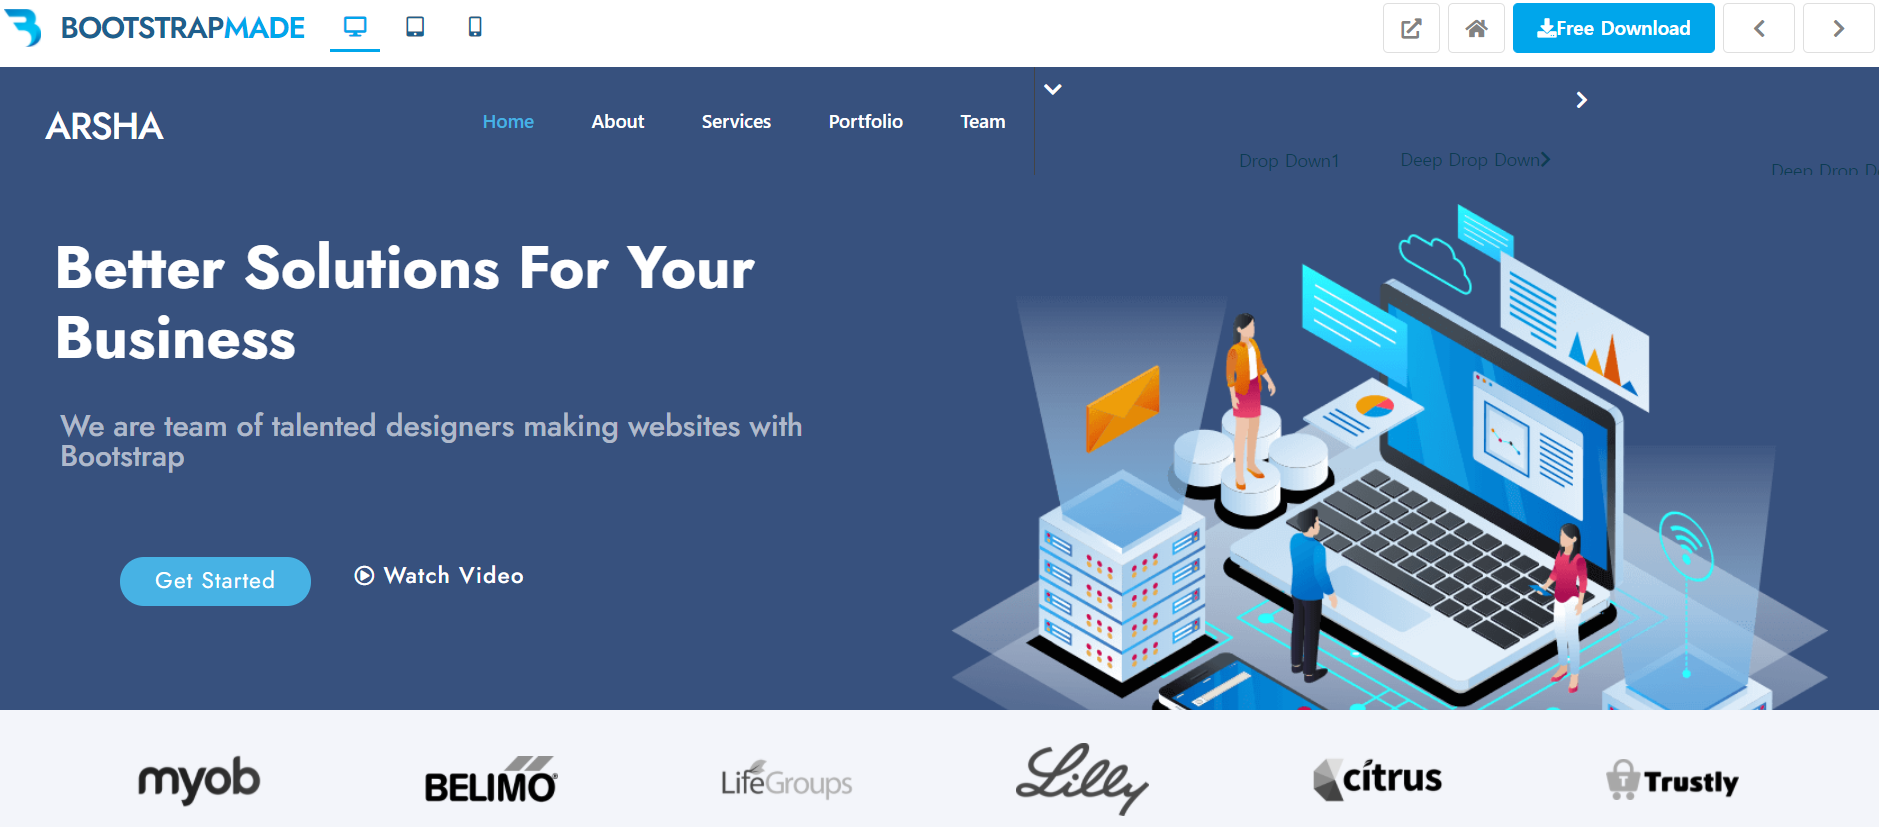 BOOTSTRAPMADE
Free Download
ARSHA
Home About Services Portfolio Team
Drop Down1 Deep Drop Down Deep Drop D
Better Solutions For Your
Business
We are team of talented designers making websites with
Bootstrap
Get Started Watch Video
myob BELIMO® LifeGroups Lilly citrus Trustly